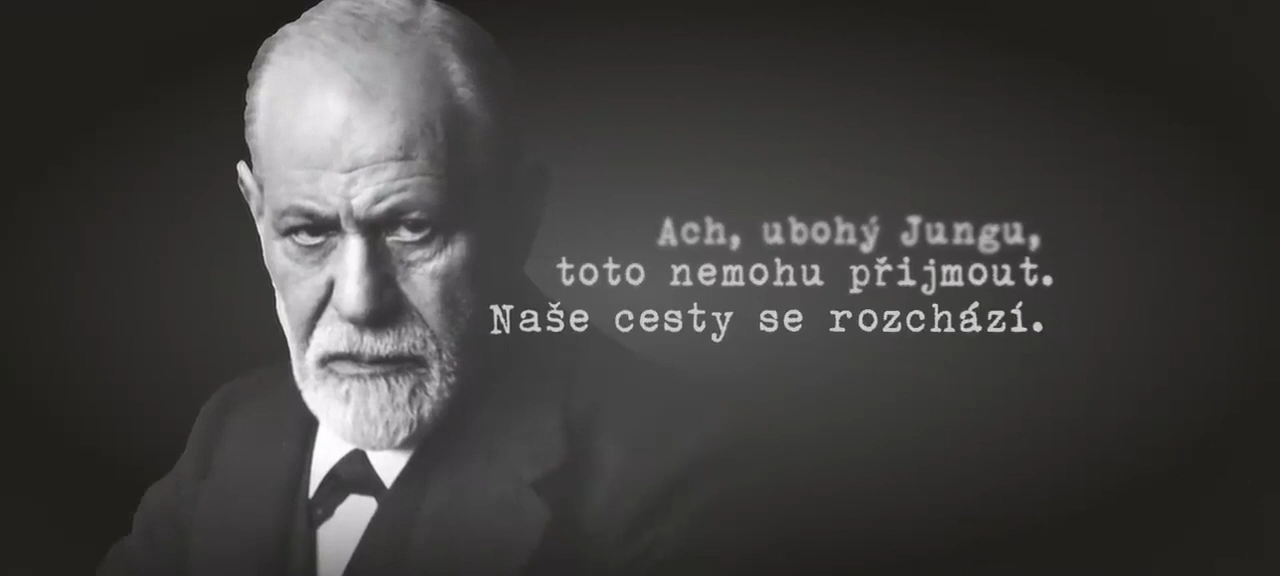 Ach, ubohý Jungu,
toto nemohu přijmout.
Naše cesty se rozchází.